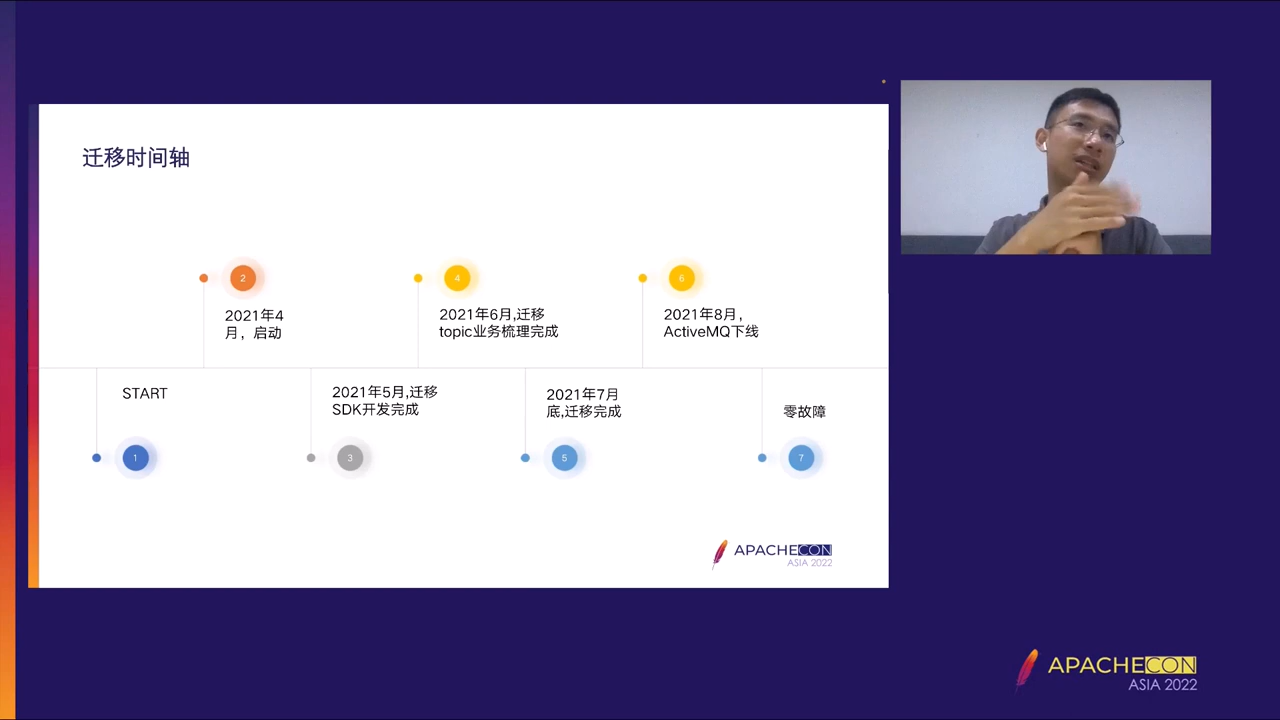 迁移时间轴
2
4
6
2021年4
月，启动
2021年6月,迁移
topic业务梳理完成
2021年8月，
ActiveMQ下线
START
2021年5月,迁移
SDK开发完成
2021年7月
底,迁移完成
零故障
1
3
5
7
APACHECON
ASIA 2022
APACHECON
ASIA 2022